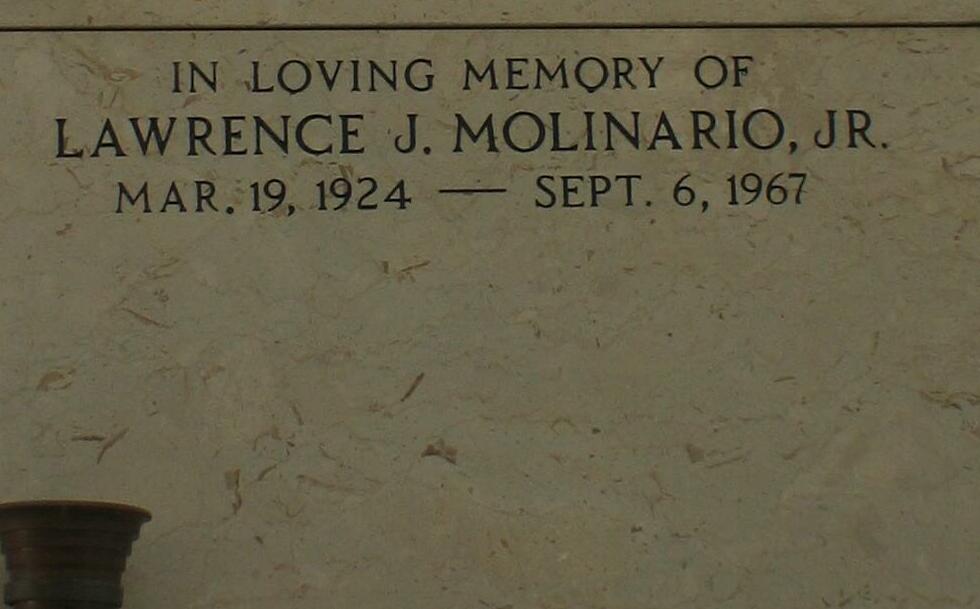 IN LOVING MEMORY OF
LAWRENCE J. MOLINARIO, JR.
MAR. 19, 1924 — SEPT. 6, 1967